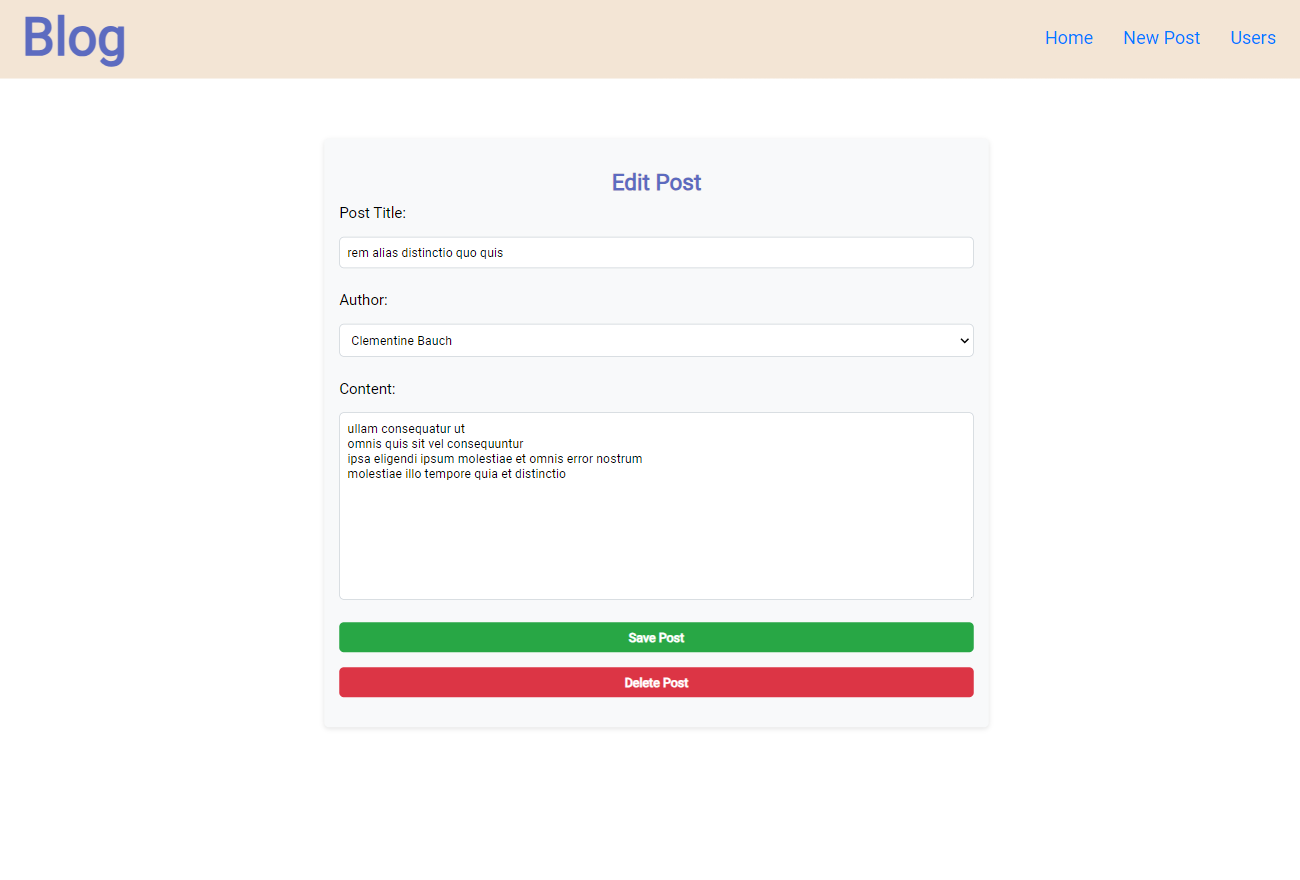 Blog
Home New Post Users
Edit Post
Post Title:
rem alias distinctio quo quis
Author:
Clementine Bauch
Content:
ullam consequatur ut
omnis quis sit vel consequuntur
ipsa eligendi ipsum molestiae et omnis error nostrum
molestiae illo tempore quia et distinctio
Save Post
Delete Post